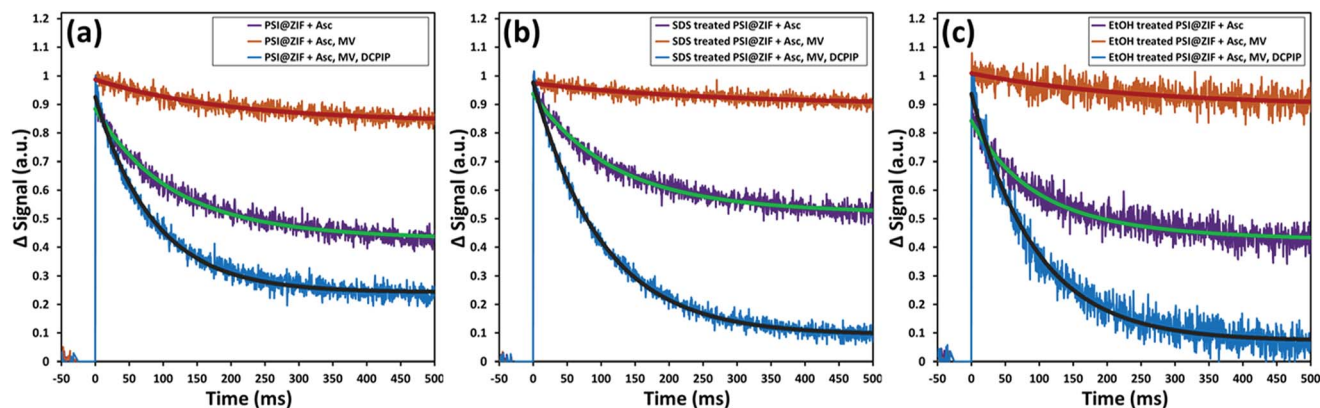 (a)
PSI@ZIF + Asc
PSI@ZIF + Asc, MV
PSI@ZIF + Asc, MV, DCPIP
Δ Signal (a.u.)
1.2
1.1
1
0.9
0.8
0.7
0.6
0.5
0.4
0.3
0.2
0.1
0
-50 0 50 100 150 200 250 300 350 400 450 500
Time (ms)
(b)
SDS treated PSI@ZIF + Asc
SDS treated PSI@ZIF + Asc, MV
SDS treated PSI@ZIF + Asc, MV, DCPIP
Δ Signal (a.u.)
1.2
1.1
1
0.9
0.8
0.7
0.6
0.5
0.4
0.3
0.2
0.1
0
-50 0 50 100 150 200 250 300 350 400 450 500
Time (ms)
(c)
EtOH treated PSI@ZIF + Asc
EtOH treated PSI@ZIF + Asc, MV
EtOH treated PSI@ZIF + Asc, MV, DCPIP
Δ Signal (a.u.)
1.2
1.1
1
0.9
0.8
0.7
0.6
0.5
0.4
0.3
0.2
0.1
0
-50 0 50 100 150 200 250 300 350 400 450 500
Time (ms)